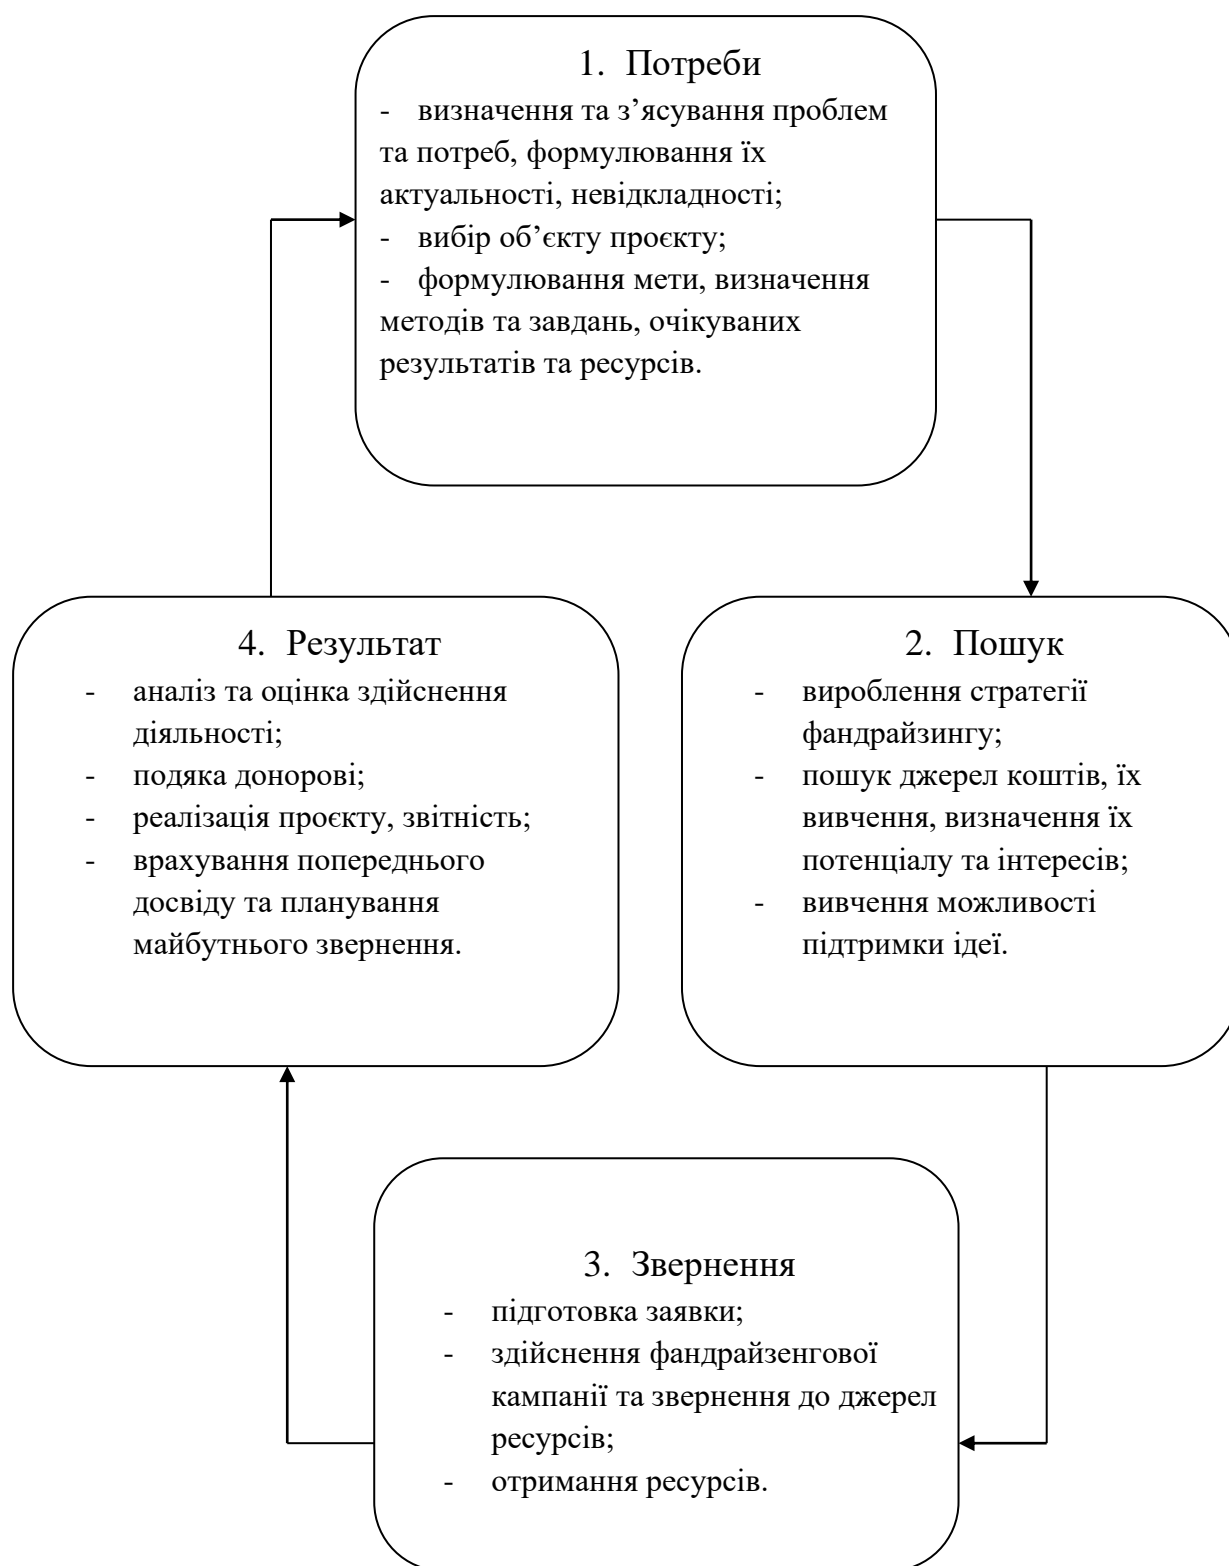 1. Потреби
- визначення та з’ясування проблем
та потреб, формулювання їх
актуальності, невідкладності;
- вибір об’єкту проєкту;
- формулювання мети, визначення
методів та завдань, очікуваних
результатів та ресурсів.
2. Пошук
- вироблення стратегії
фандрайзингу;
- пошук джерел коштів, їх
вивчення, визначення їх
потенціалу та інтересів;
- вивчення можливості
підтримки ідеї.
3. Звернення
- підготовка заявки;
- здійснення фандрайзенгової
кампанії та звернення до джерел
ресурсів;
- отримання ресурсів.
4. Результат
- аналіз та оцінка здійснення
діяльності;
- подяка донорові;
- реалізація проєкту, звітність;
- врахування попереднього
досвіду та планування
майбутнього звернення.